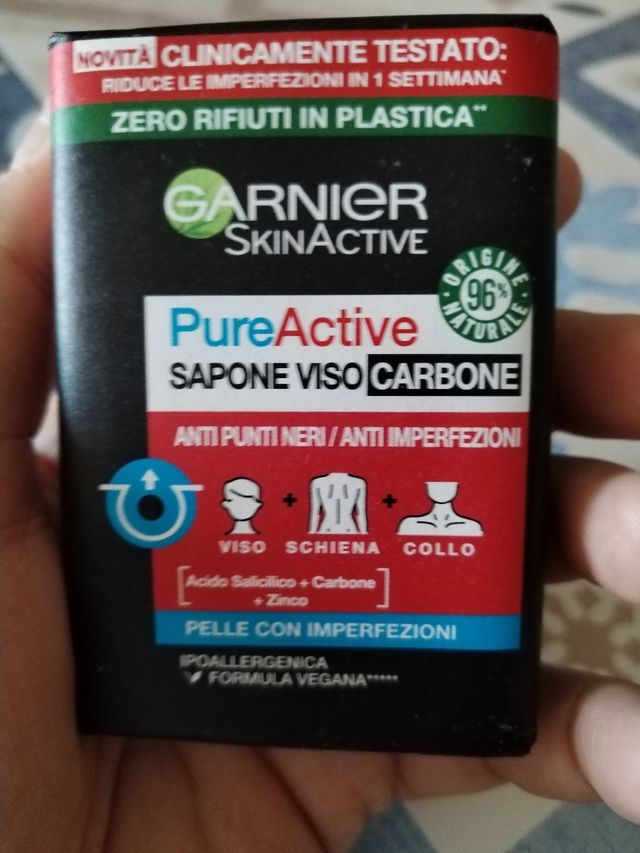 NOVITÀ CLINICAMENTE TESTATO:
RIDUCE LE IMPERFEZIONI IN 1 SETTIMANA*
ZERO RIFIUTI IN PLASTICA**
GARNIER
SKINACTIVE
ORIGINE
96%
NATURALE
PureActive
SAPONE VISO CARBONE
ANTI PUNTI NERI / ANTI IMPERFEZIONI
+ +
VISO SCHIENA COLLO
[Acido Salicilico + Carbone
+ Zinco]
PELLE CON IMPERFEZIONI
IPOALLERGENICA
FORMULA VEGANA*****